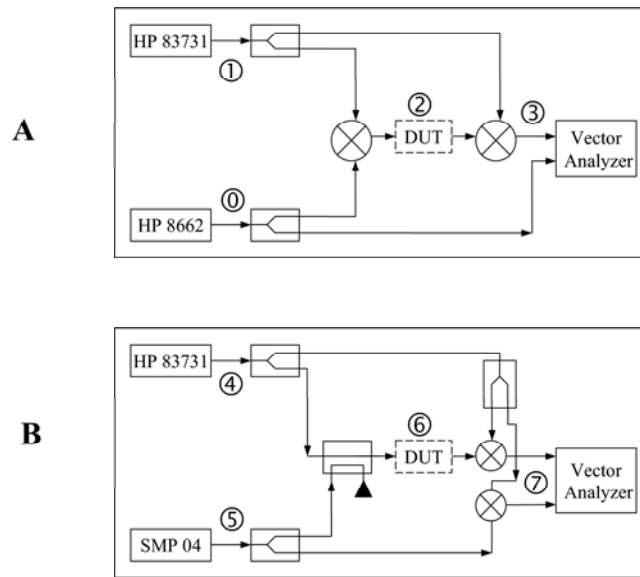 HP 83731
①
②
③
A
DUT
Vector
Analyzer
⓪
HP 8662
HP 83731
④
B
⑥
DUT
⑦
Vector
Analyzer
⑤
SMP 04